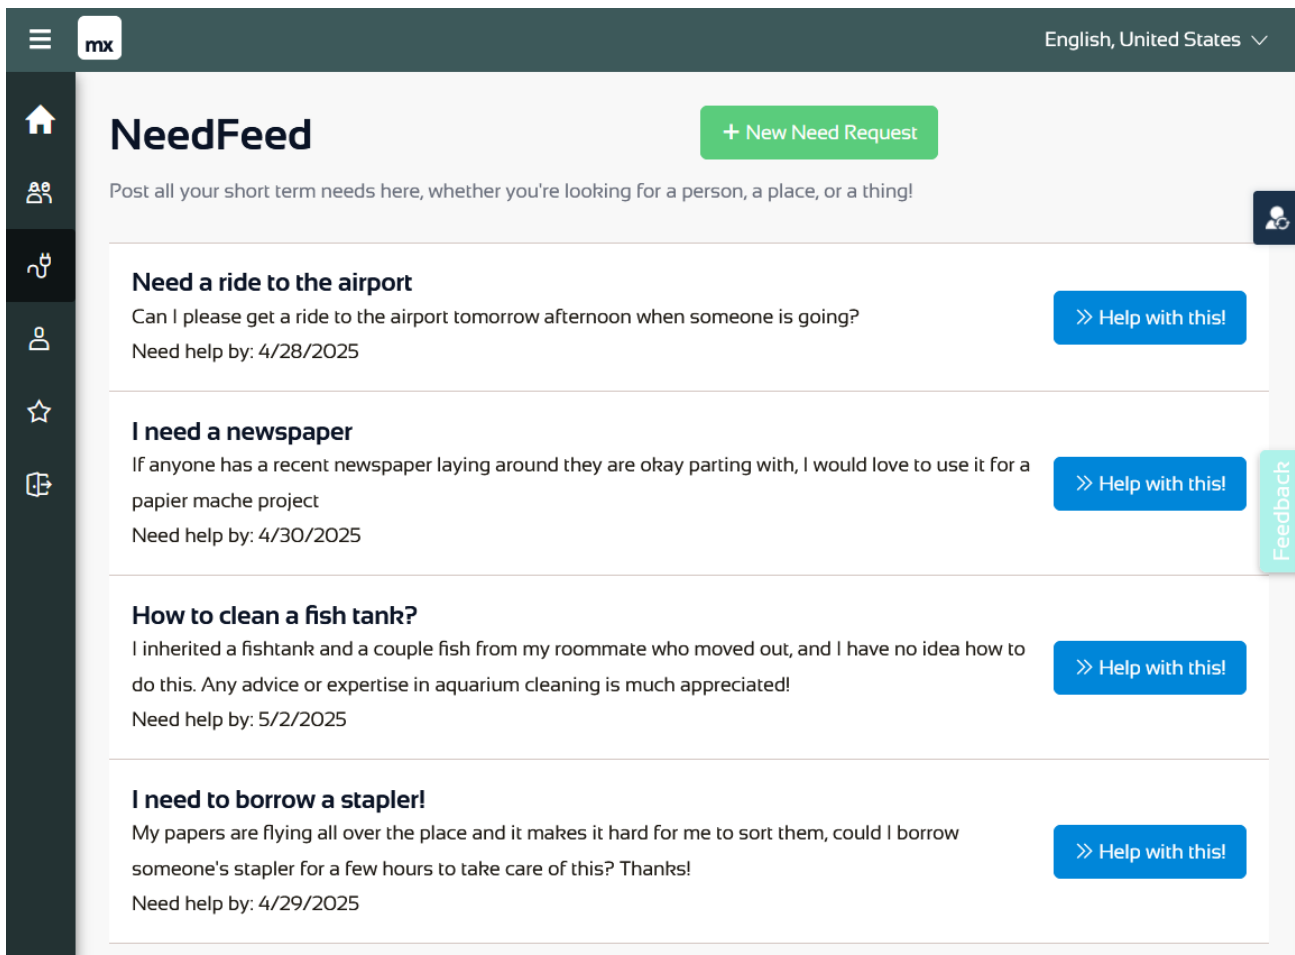 mx
English, United States
NeedFeed
+ New Need Request
Post all your short term needs here, whether you're looking for a person, a place, or a thing!
Need a ride to the airport
Can I please get a ride to the airport tomorrow afternoon when someone is going?
Need help by: 4/28/2025
» Help with this!
I need a newspaper
If anyone has a recent newspaper laying around they are okay parting with, I would love to use it for a
papier mache project
Need help by: 4/30/2025
» Help with this!
Feedback
How to clean a fish tank?
I inherited a fishtank and a couple fish from my roommate who moved out, and I have no idea how to
do this. Any advice or expertise in aquarium cleaning is much appreciated!
Need help by: 5/2/2025
» Help with this!
I need to borrow a stapler!
My papers are flying all over the place and it makes it hard for me to sort them, could I borrow
someone's stapler for a few hours to take care of this? Thanks!
Need help by: 4/29/2025
» Help with this!